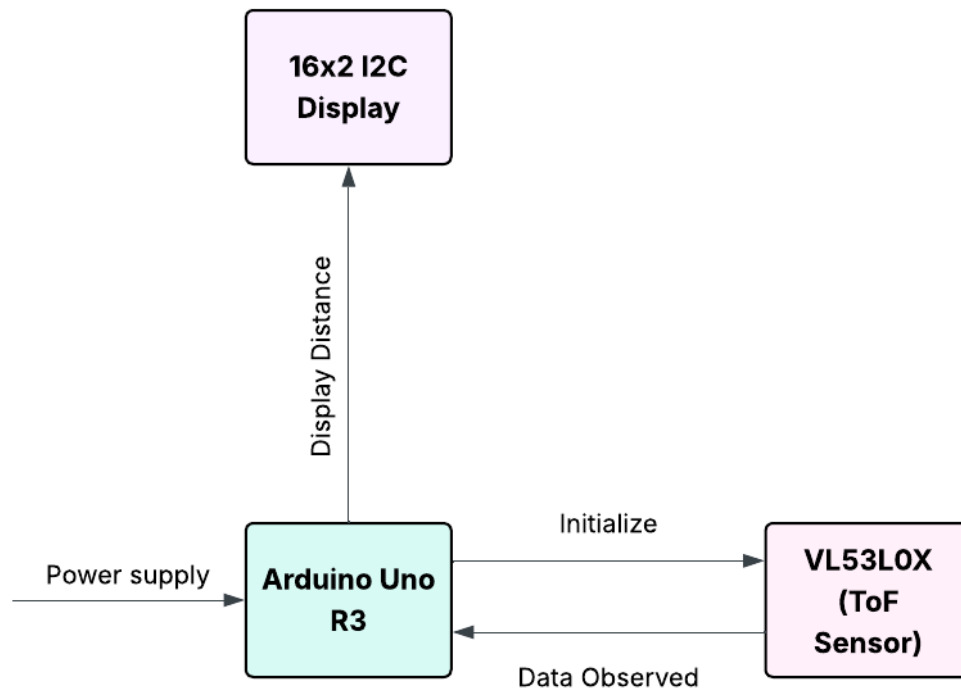 16x2 I2C
Display
Display Distance
Initialize
Power supply
Arduino Uno
R3
VL53L0X
(ToF
Sensor)
Data Observed